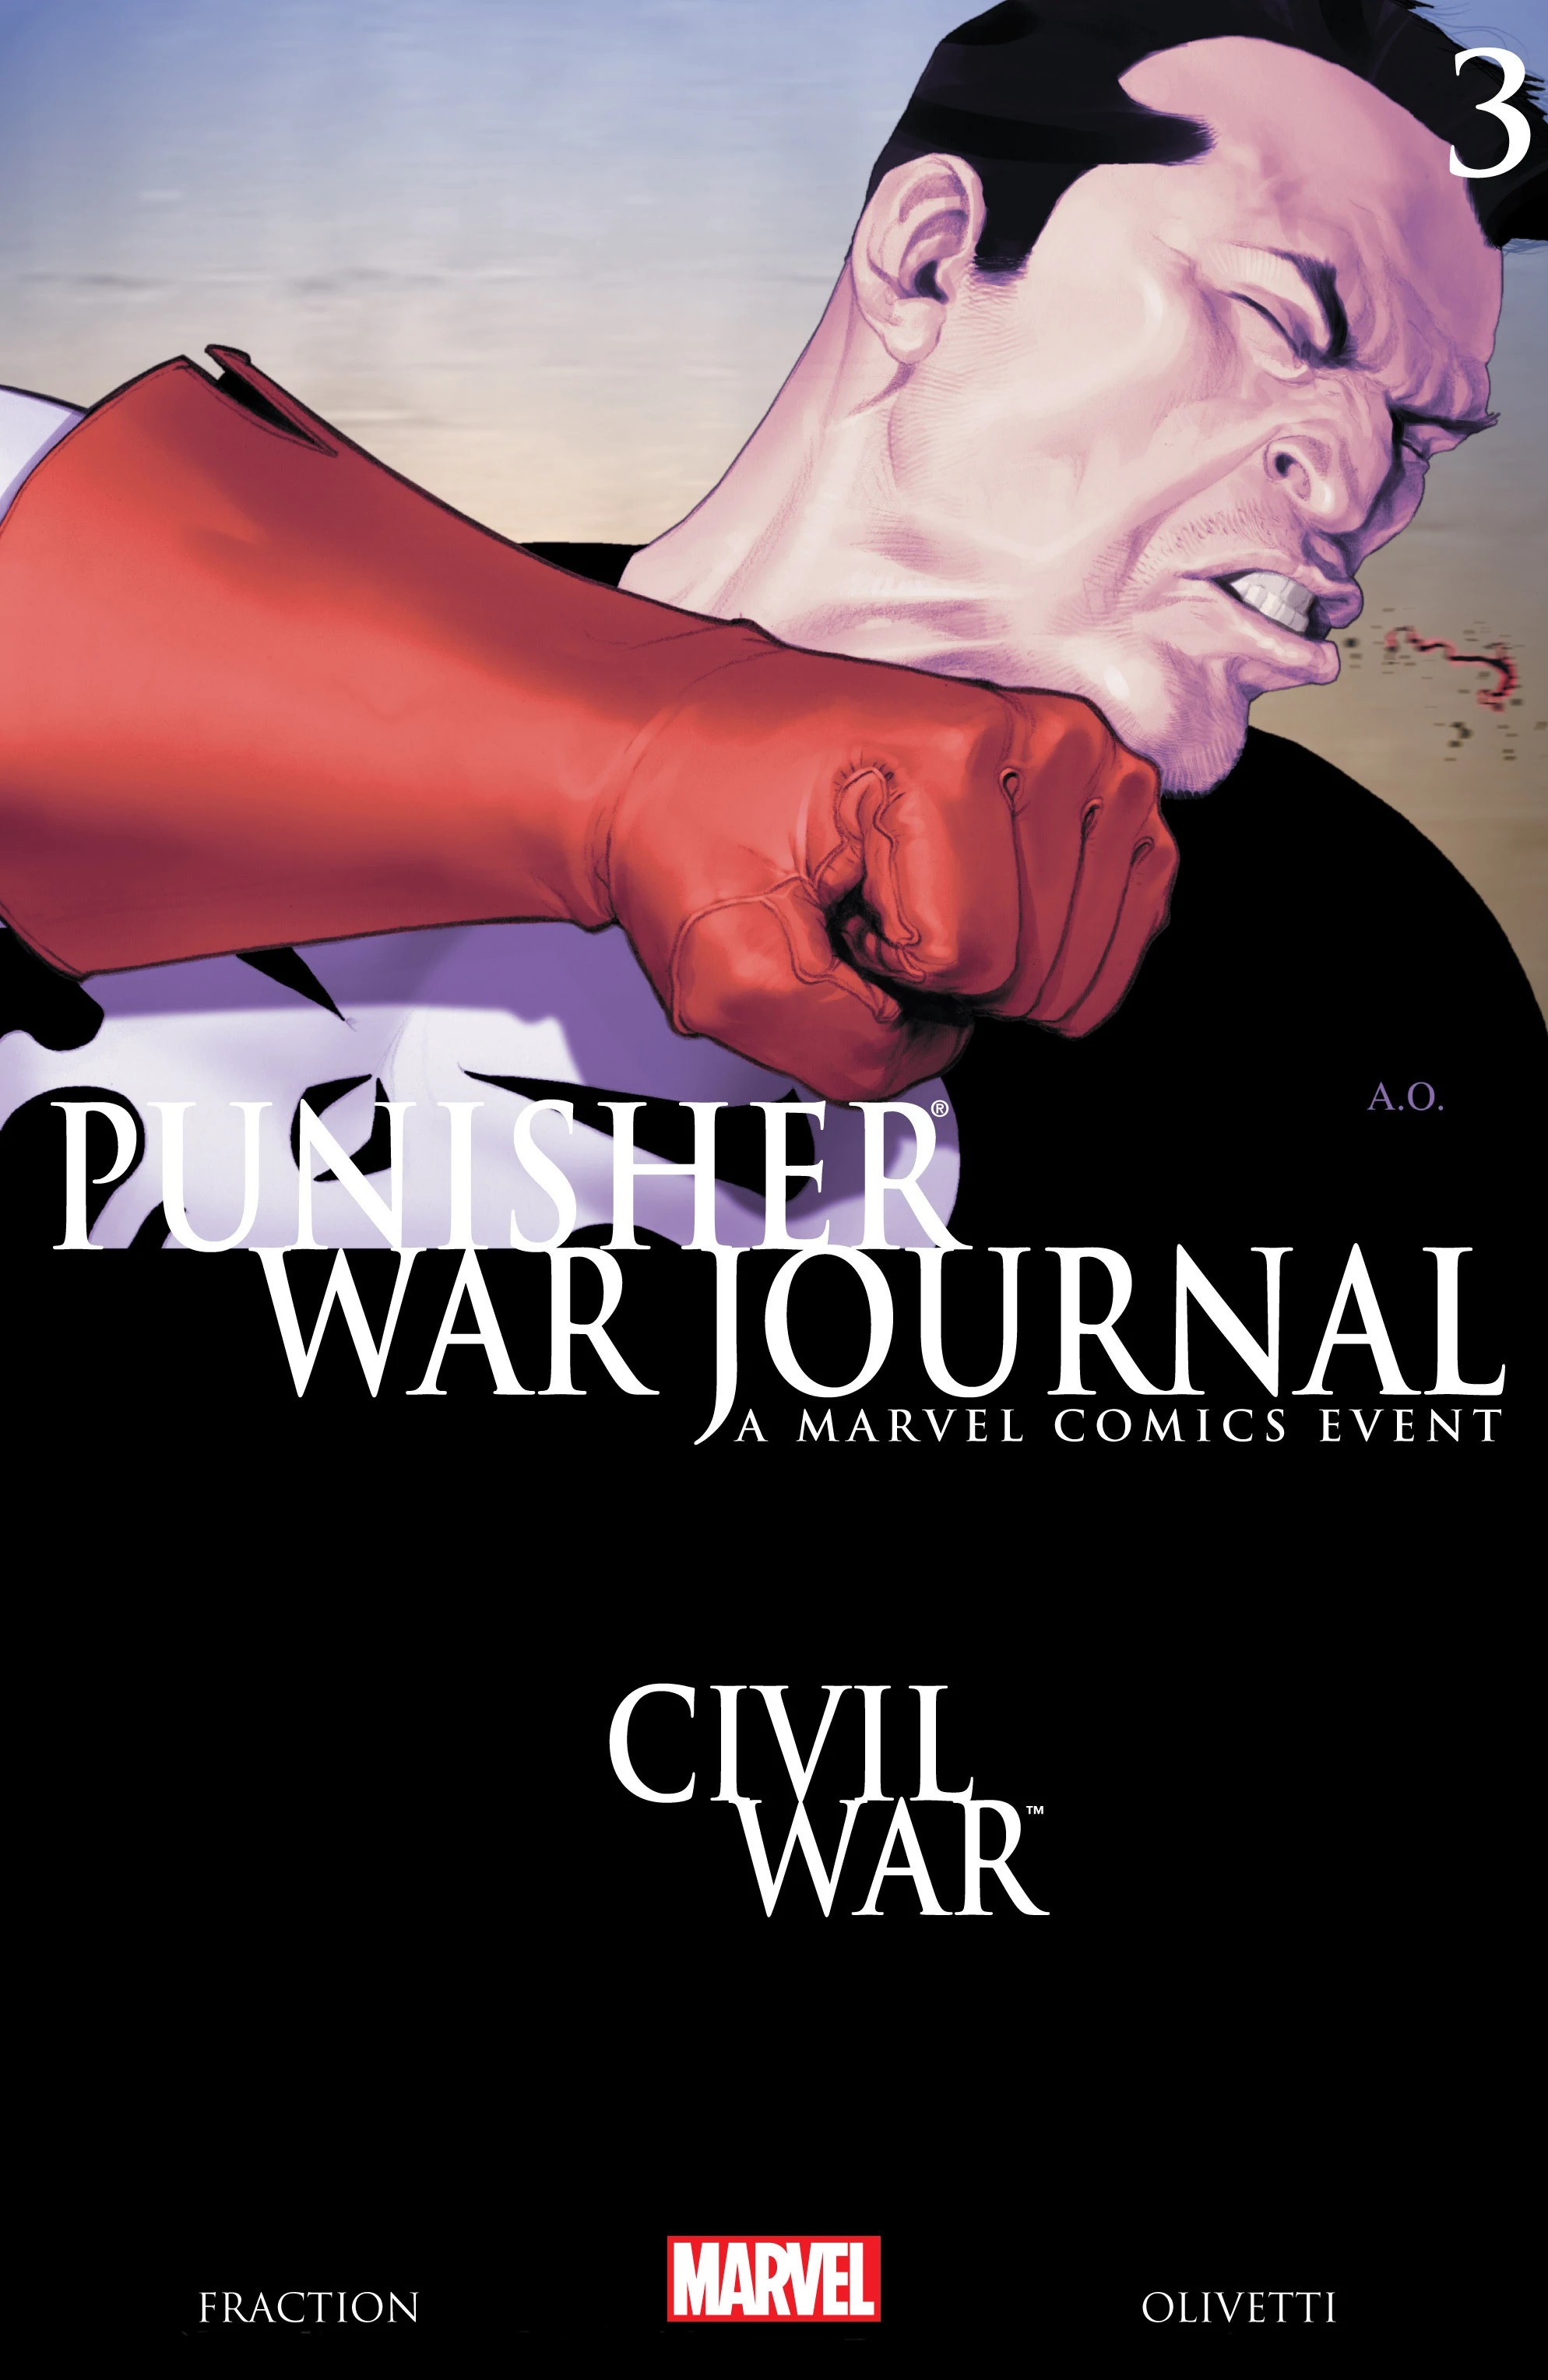 3
A.O.
PUNISHER®
WAR JOURNAL
A MARVEL COMICS EVENT
CIVIL
WAR™
FRACTION
MARVEL
OLIVETTI